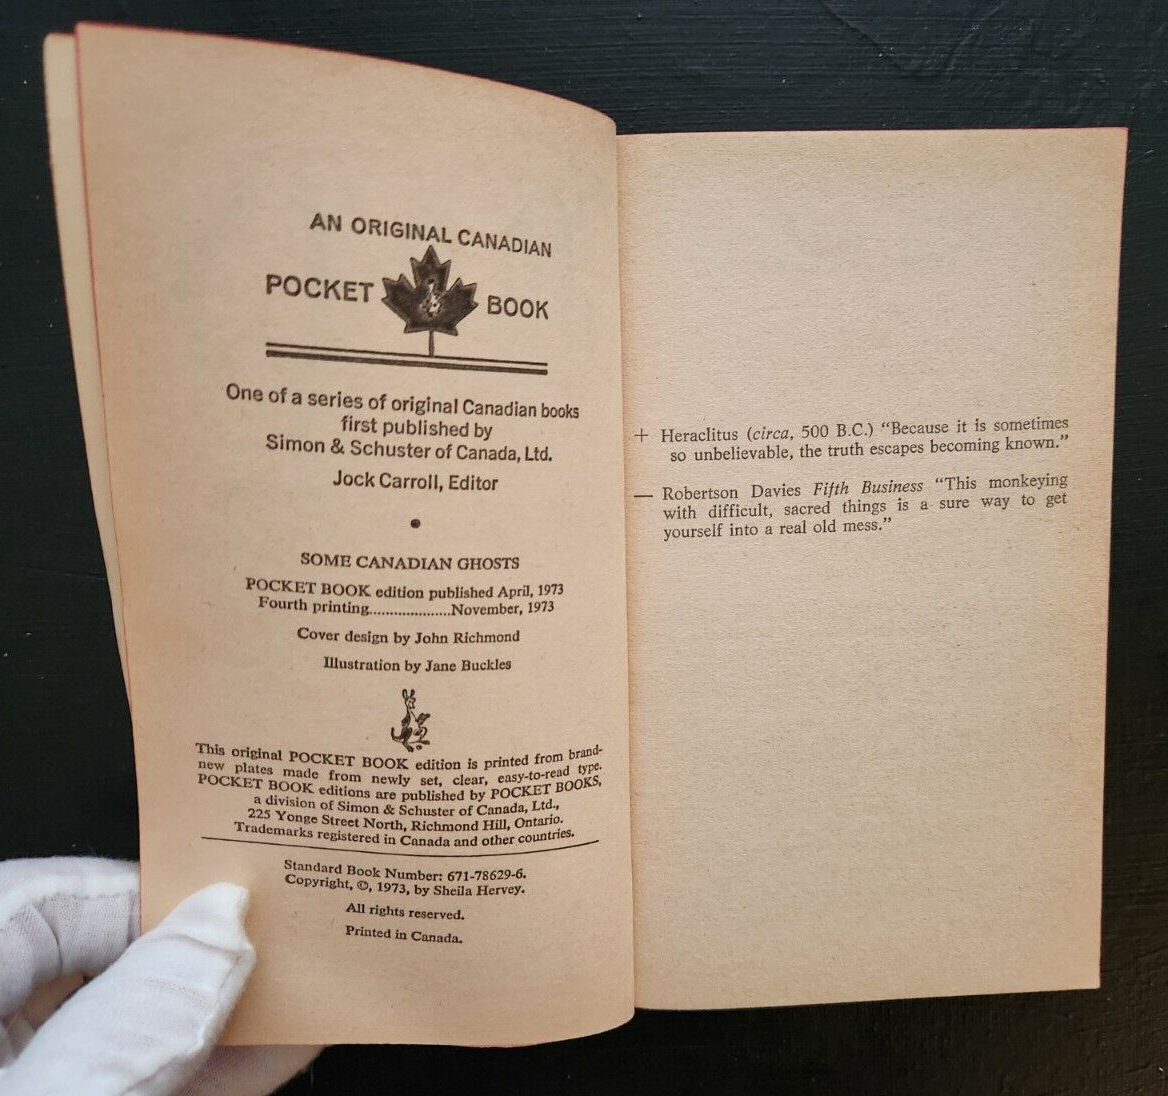 AN ORIGINAL CANADIAN
POCKET BOOK
One of a series of original Canadian books
first published by
Simon & Schuster of Canada, Ltd.
Jock Carroll, Editor
•
SOME CANADIAN GHOSTS
POCKET BOOK edition published April, 1973
Fourth printing....................November, 1973
Cover design by John Richmond
Illustration by Jane Buckles
This original POCKET BOOK edition is printed from brand-
new plates made from newly set, clear, easy-to-read type.
POCKET BOOK editions are published by POCKET BOOKS,
a division of Simon & Schuster of Canada, Ltd.,
225 Yonge Street North, Richmond Hill, Ontario.
Trademarks registered in Canada and other countries.
Standard Book Number: 671-78629-6.
Copyright, ©, 1973, by Sheila Hervey.
All rights reserved.
Printed in Canada.
+ Heraclitus (circa, 500 B.C.) “Because it is sometimes
so unbelievable, the truth escapes becoming known.”
— Robertson Davies Fifth Business “This monkeying
with difficult, sacred things is a sure way to get
yourself into a real old mess.”